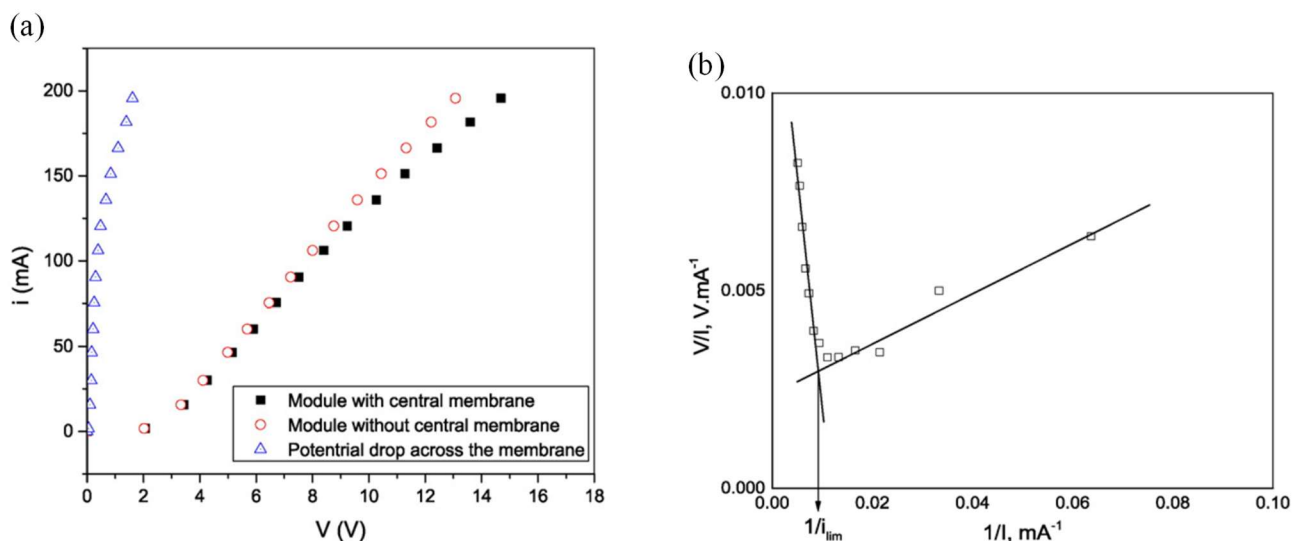 (a)
200
150
100
50
0
i (mA)
Module with central membrane
Module without central membrane
Potentrial drop across the membrane
0 2 4 6 8 10 12 14 16 18
V (V)
(b)
0.010
0.005
0.000
V/I, V.mA⁻¹
0.00 0.02 0.04 0.06 0.08 0.10
1/i_lim
1/I, mA⁻¹